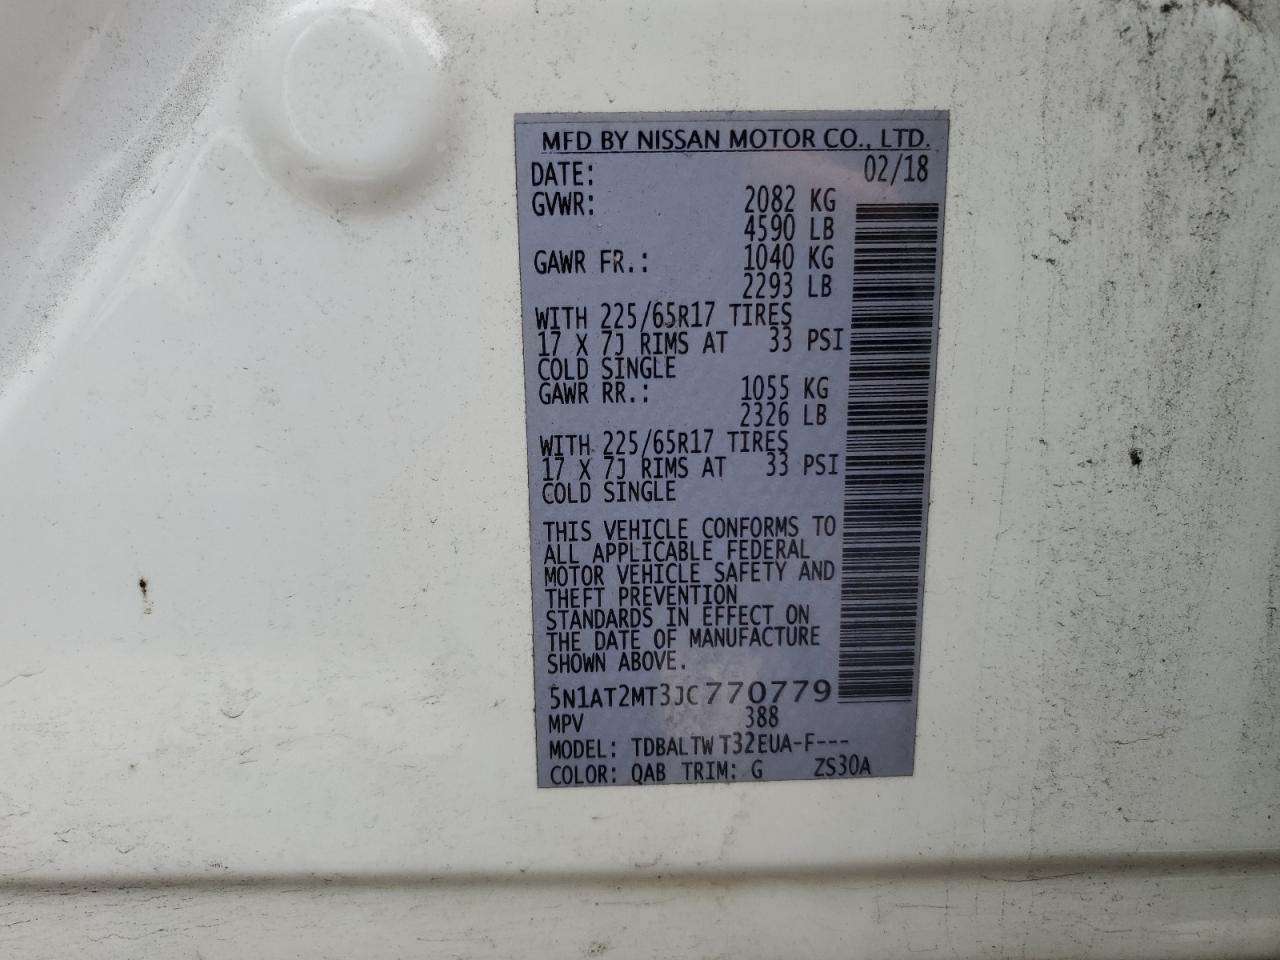 MFD BY NISSAN MOTOR CO., LTD.
DATE: 02/18
GVWR: 2082 KG
4590 LB
GAWR FR.: 1040 KG
2293 LB
WITH 225/65R17 TIRES
17 X 7J RIMS AT 33 PSI
COLD SINGLE
GAWR RR.: 1055 KG
2326 LB
WITH 225/65R17 TIRES
17 X 7J RIMS AT 33 PSI
COLD SINGLE
THIS VEHICLE CONFORMS TO
ALL APPLICABLE FEDERAL
MOTOR VEHICLE SAFETY AND
THEFT PREVENTION
STANDARDS IN EFFECT ON
THE DATE OF MANUFACTURE
SHOWN ABOVE.
5N1AT2MT3JC770779
MPV 388
MODEL: TDBALTW T32EUA-F---
COLOR: QAB TRIM: G ZS30A